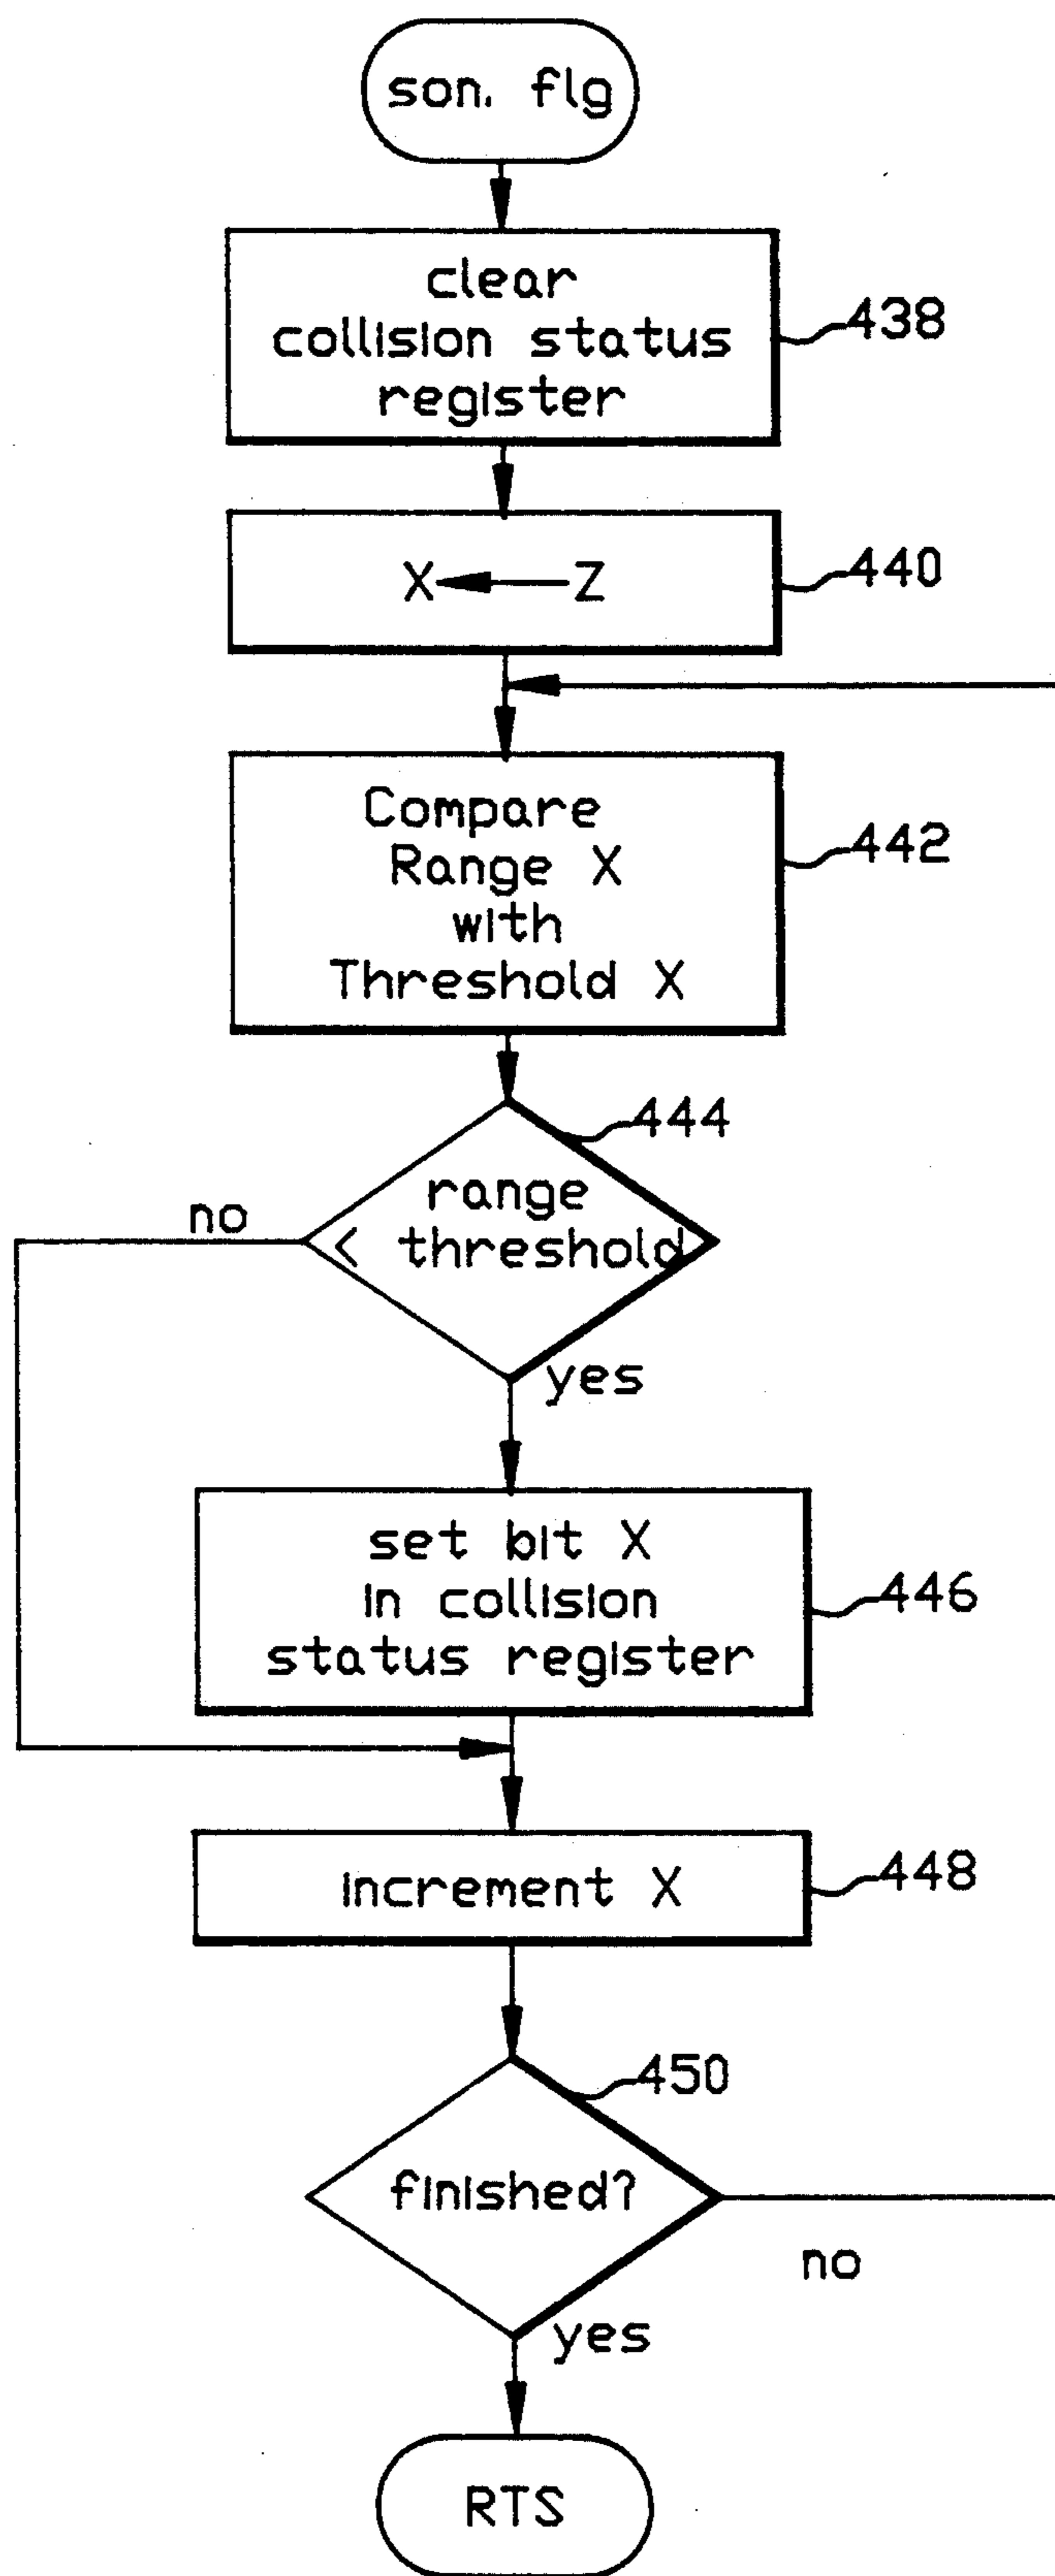 son. flg
clear
collision status
register
438
X Z
440
Compare
Range X
with
Threshold X
442
444
range
< threshold
no
yes
set bit X
in collision
status register
446
increment X
448
450
finished?
no
yes
RTS